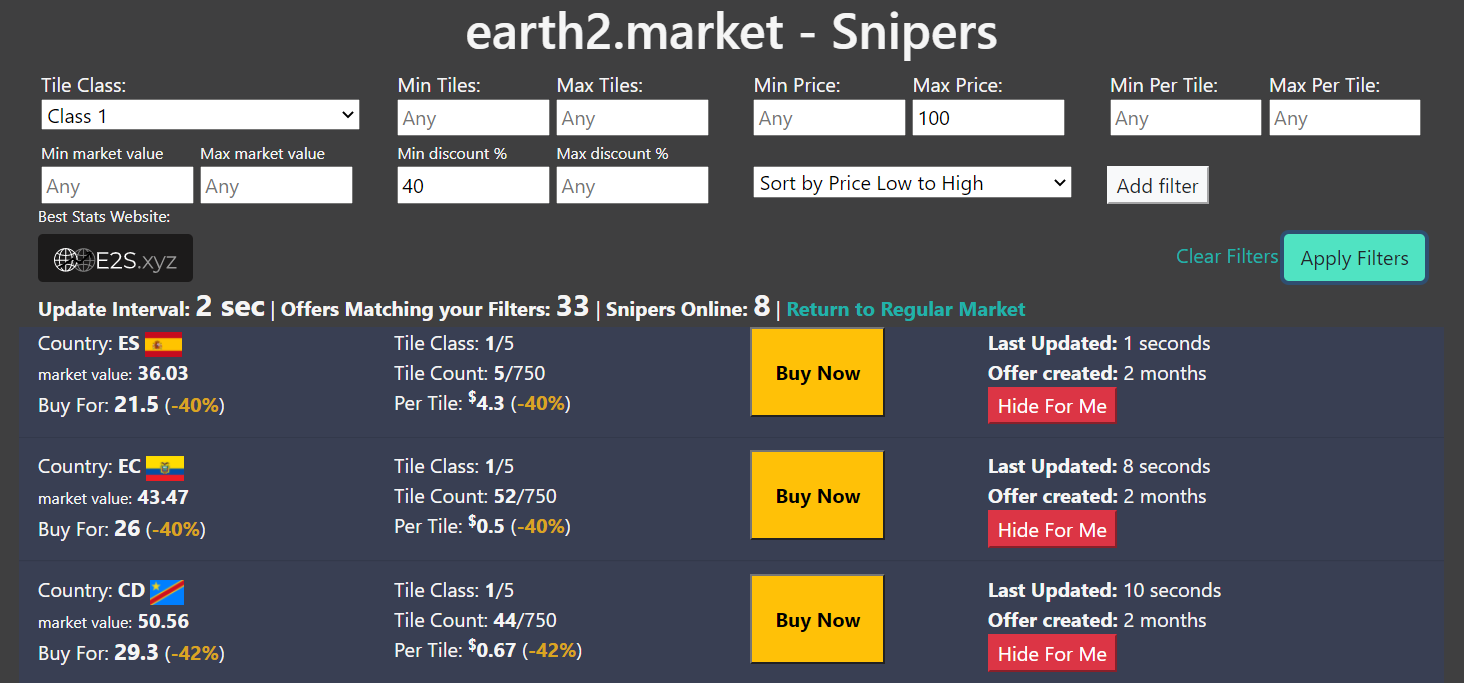 earth2.market - Snipers
Tile Class: Min Tiles: Max Tiles: Min Price: Max Price: Min Per Tile: Max Per Tile:
Class 1 Any Any Any 100 Any Any
Min market value Max market value Min discount % Max discount %
Any Any 40 Any Sort by Price Low to High Add filter
Best Stats Website:
E2S.xyz Clear Filters Apply Filters
Update Interval: 2 sec | Offers Matching your Filters: 33 | Snipers Online: 8 | Return to Regular Market
Country: ES Tile Class: 1/5 Last Updated: 1 seconds
market value: 36.03 Tile Count: 5/750 Buy Now Offer created: 2 months
Buy For: 21.5 (-40%) Per Tile: $4.3 (-40%) Hide For Me
Country: EC Tile Class: 1/5 Last Updated: 8 seconds
market value: 43.47 Tile Count: 52/750 Buy Now Offer created: 2 months
Buy For: 26 (-40%) Per Tile: $0.5 (-40%) Hide For Me
Country: CD Tile Class: 1/5 Last Updated: 10 seconds
market value: 50.56 Tile Count: 44/750 Buy Now Offer created: 2 months
Buy For: 29.3 (-42%) Per Tile: $0.67 (-42%) Hide For Me